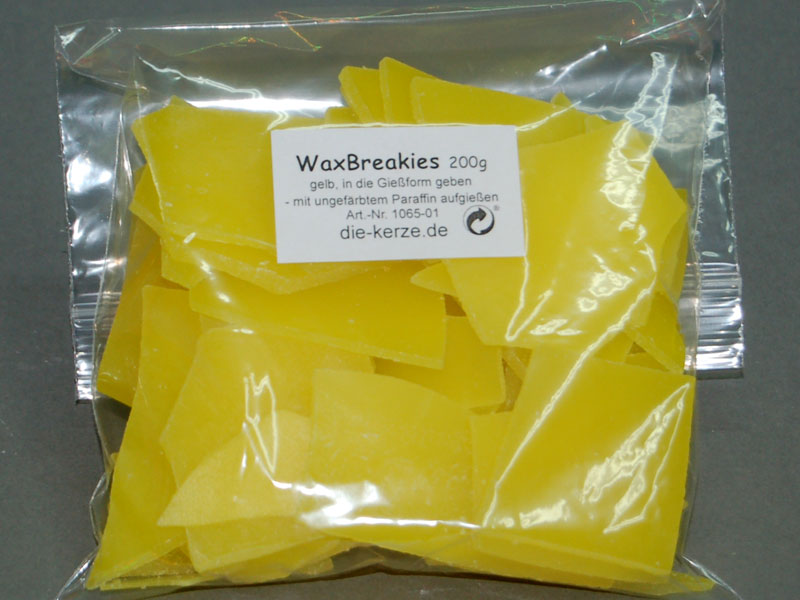 WaxBreakies 200g
gelb, in die Gießform geben
- mit ungefärbtem Paraffin aufgießen
Art.-Nr. 1065-01
die-kerze.de
®